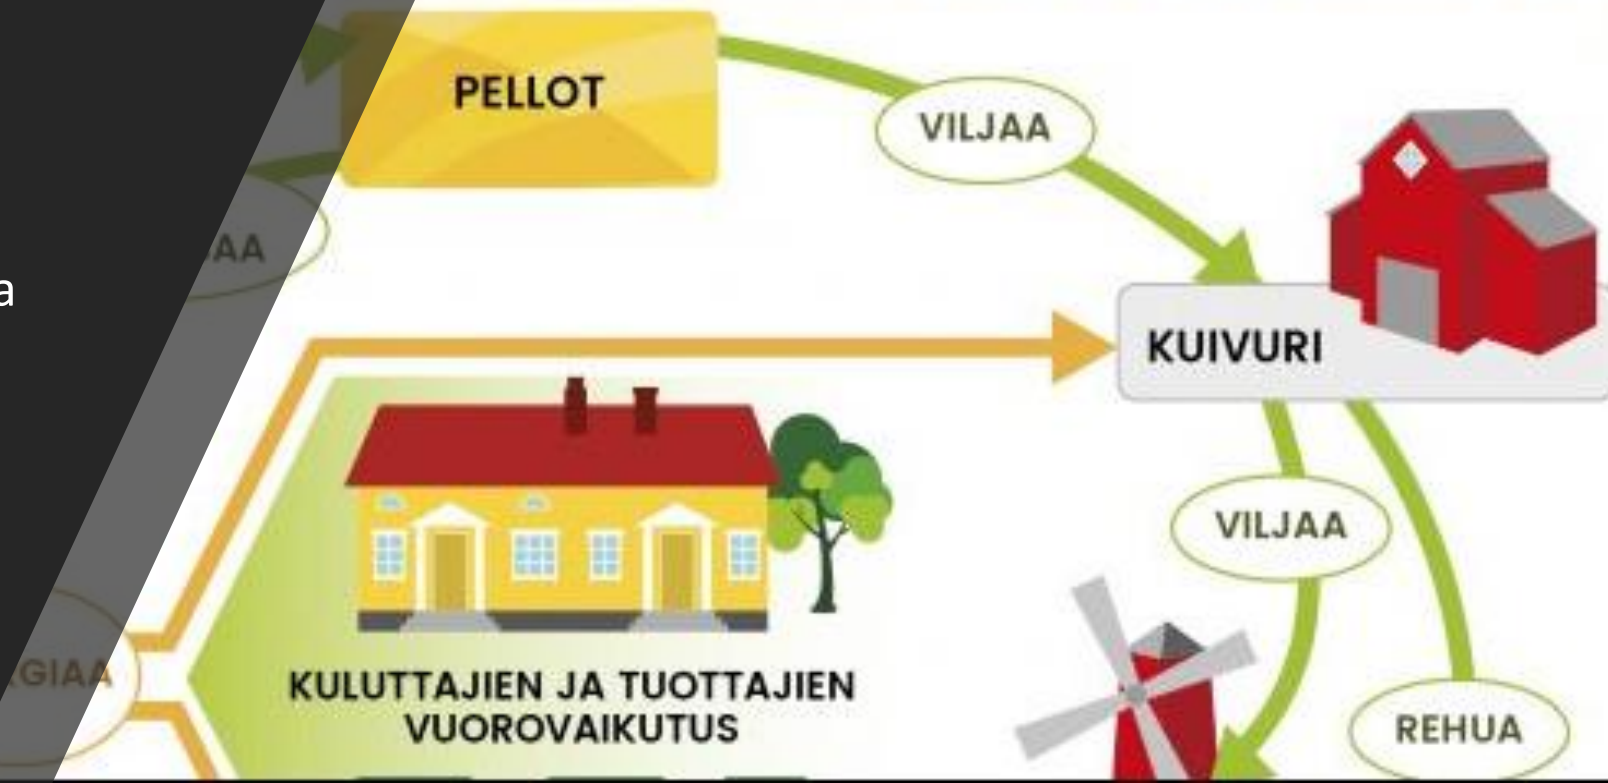 PELLOT
VILJAA
KUIVURI
VILJAA
KULUTTAJIEN JA TUOTTAJIEN
VUOROVAIKUTUS
REHUA